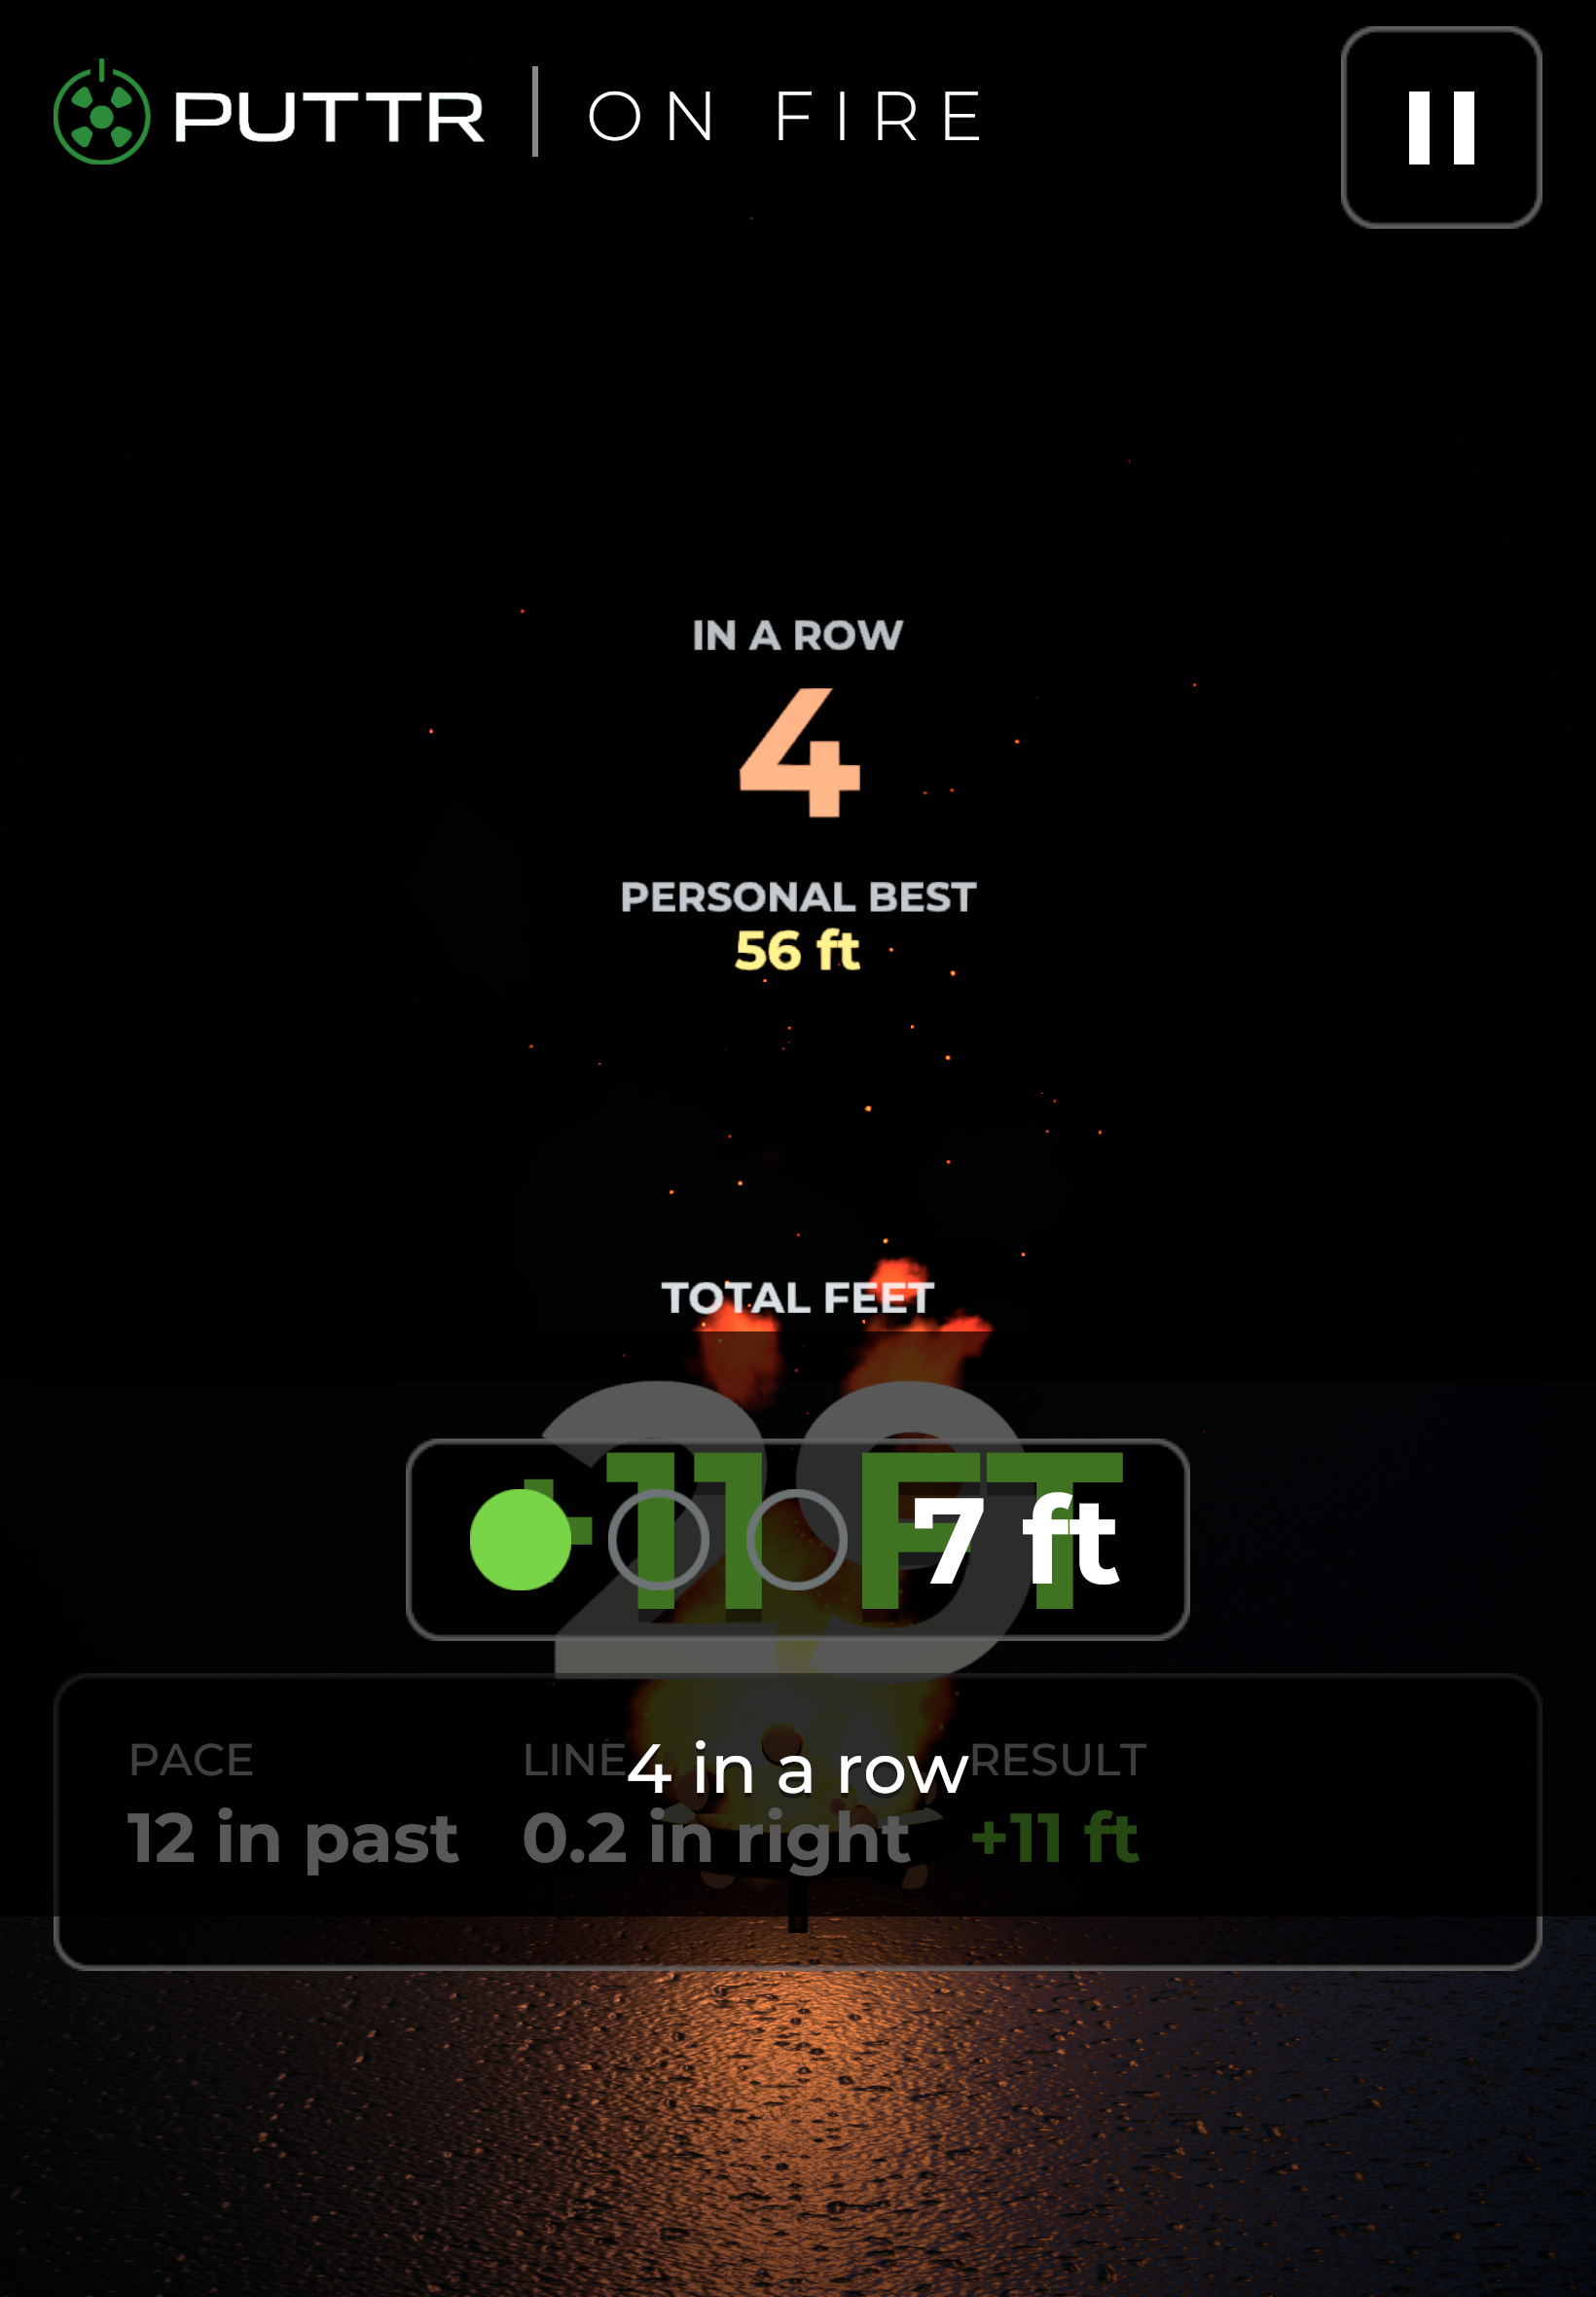 PUTTR | ON FIRE
IN A ROW
4
PERSONAL BEST
56 ft
TOTAL FEET
29
+11 FT
7 ft
4 in a row
PACE LINE RESULT
12 in past 0.2 in right +11 ft